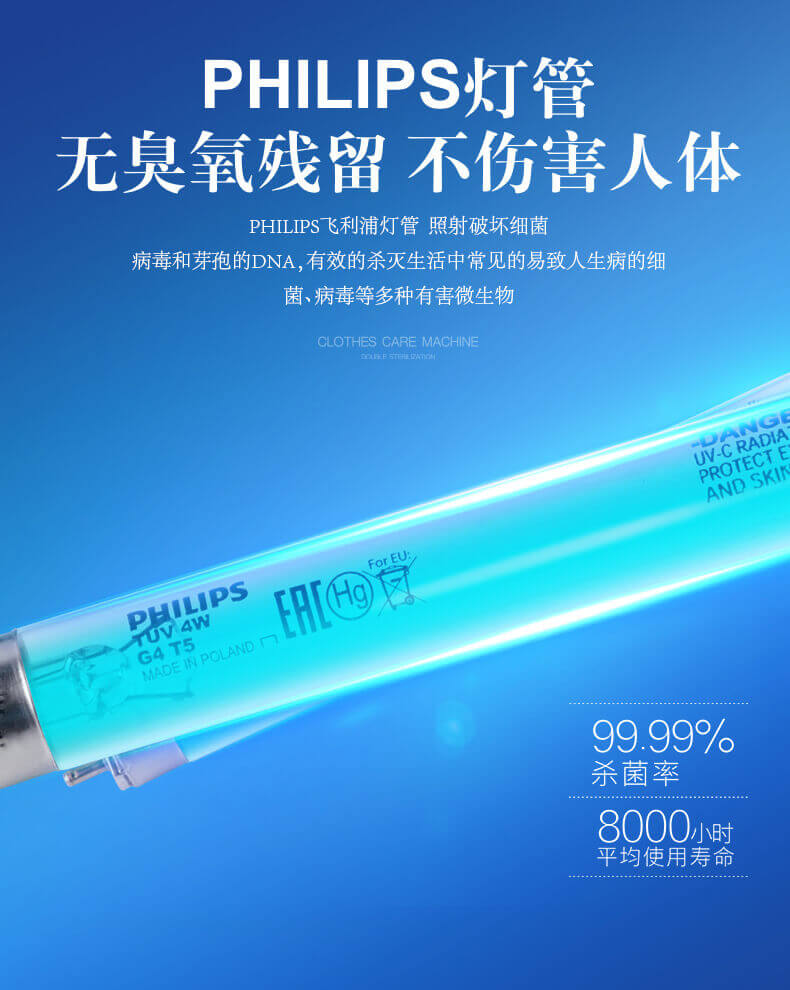 PHILIPS灯管
无臭氧残留 不伤害人体
PHILIPS飞利浦灯管 照射破坏细菌
病毒和芽孢的DNA,有效的杀灭生活中常见的易致人生病的细
菌、病毒等多种有害微生物
CLOTHES CARE MACHINE
DOUBLE STERILIZATION
-DANGE
UV-C RADIA
PROTECT E
AND SKIN
PHILIPS
TUV 4W
G4 T5
MADE IN POLAND
EAC
Hg
For EU:
99.99%
杀菌率
8000小时
平均使用寿命